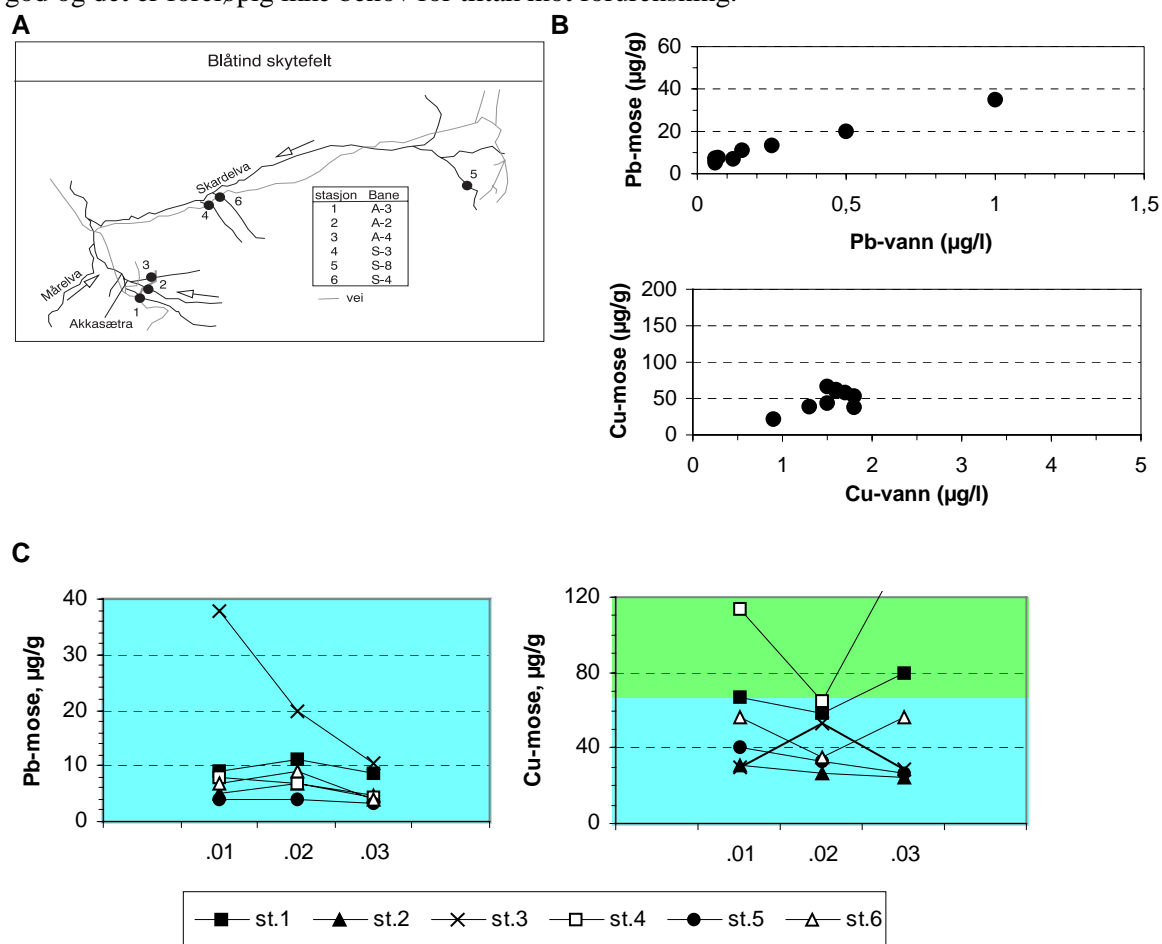 A
B
Blåtind skytefelt
Skardelva
stasjon Bane
1 A-3
2 A-2
3 A-4
4 S-3
5 S-8
6 S-4
vei
5
4
6
3
2
1
Mårelva
Akkasætra
Pb-mose (µg/g)
60
40
20
0
0 0,5 1 1,5
Pb-vann (µg/l)
Cu-mose (µg/g)
200
150
100
50
0
0 1 2 3 4 5
Cu-vann (µg/l)
C
Pb-mose, µg/g
40
30
20
10
0
.01 .02 .03
Cu-mose, µg/g
120
80
40
0
.01 .02 .03
st.1 st.2 st.3 st.4 st.5 st.6